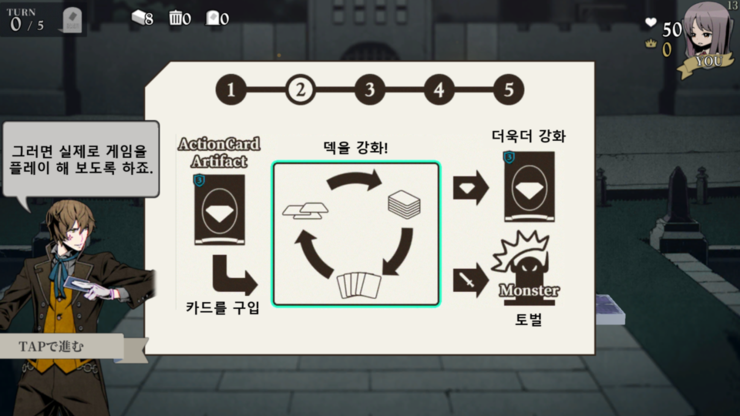 TURN
0 / 5
8
0
0
13
50
0
YOU
1
2
3
4
5
그러면 실제로 게임을
플레이 해 보도록 하죠.
ActionCard
Artifact
3
카드를 구입
덱을 강화!
더욱더 강화
3
Monster
토벌
TAPで進む